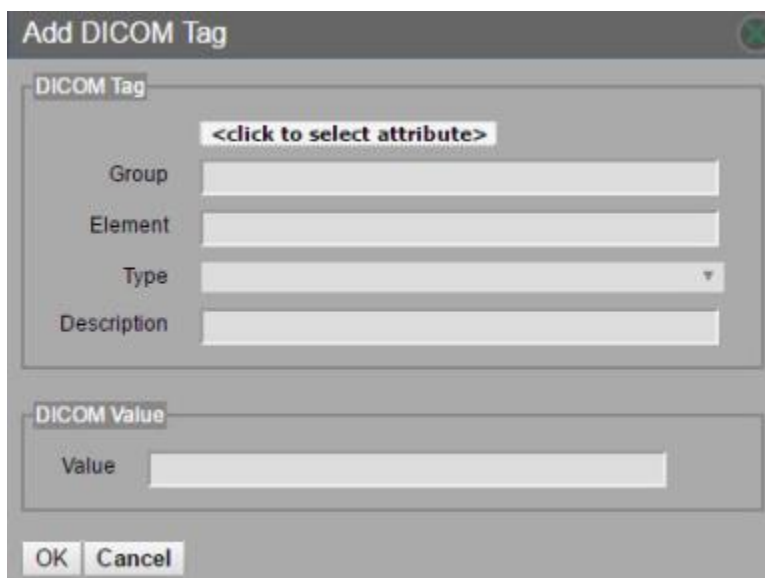 Add DICOM Tag
DICOM Tag
<click to select attribute>
Group
Element
Type
Description
DICOM Value
Value
OK Cancel